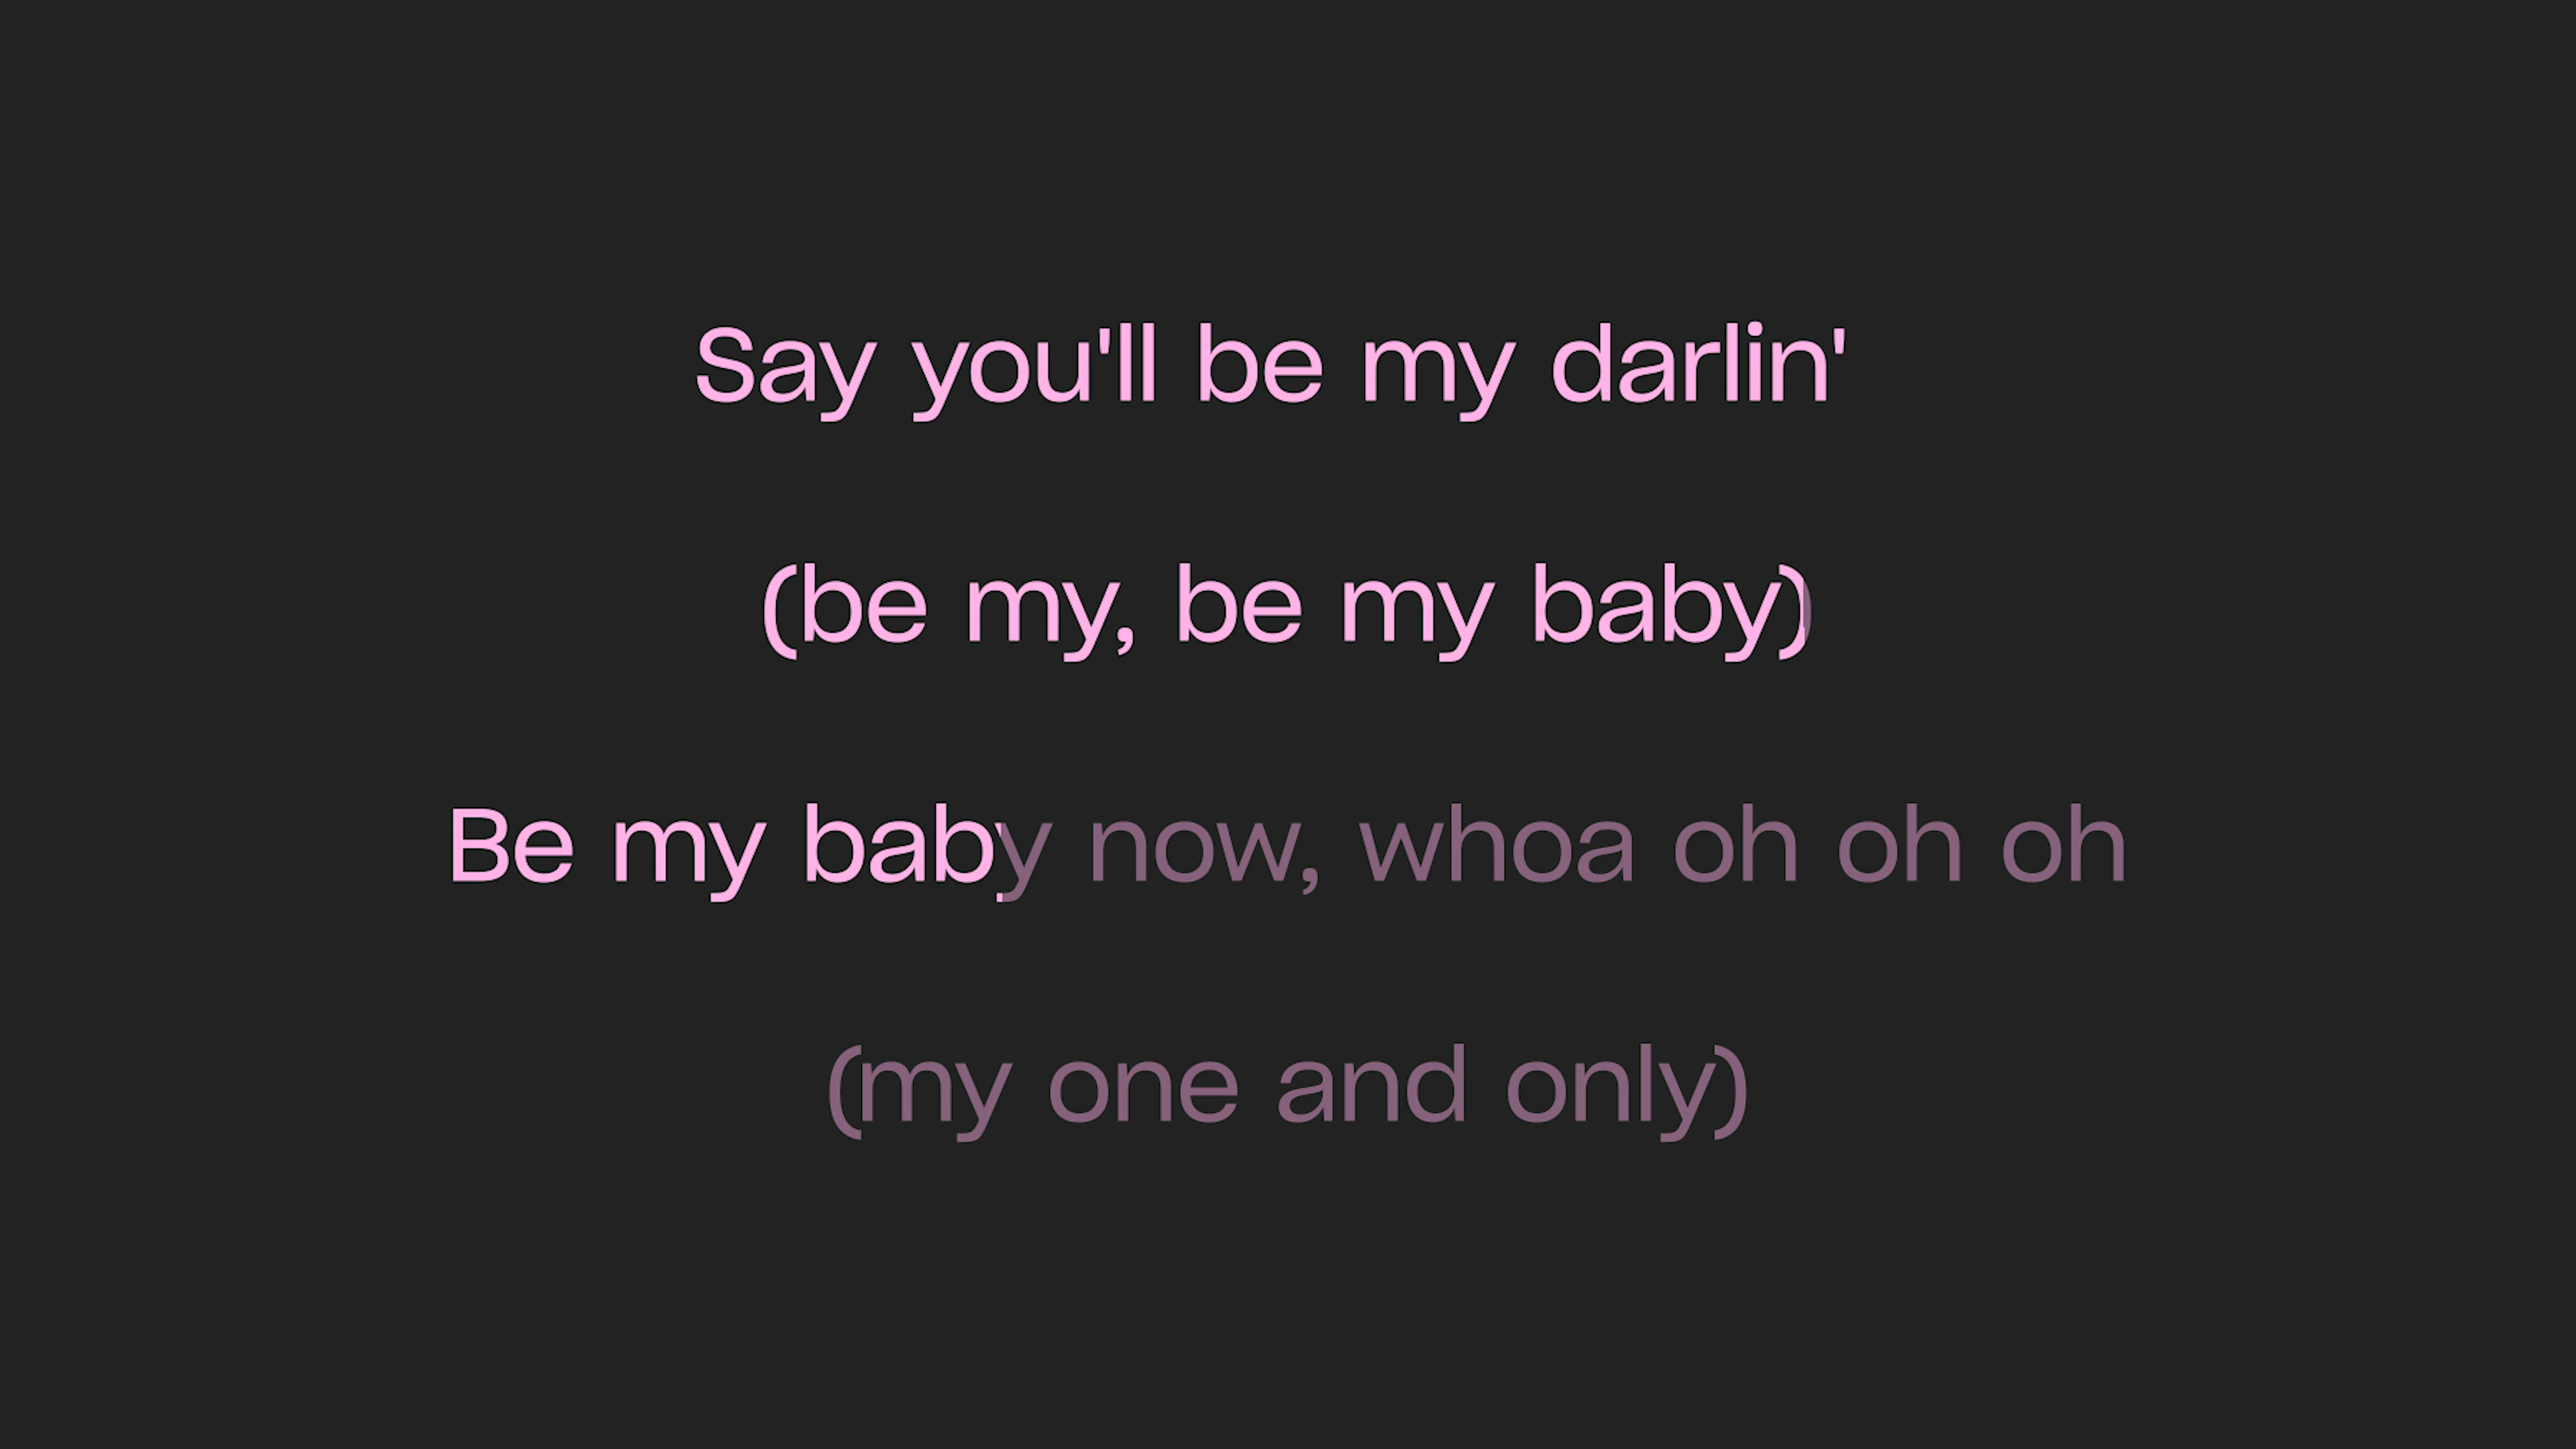 Say you'll be my darlin'
(be my, be my baby)
Be my baby now, whoa oh oh oh
(my one and only)